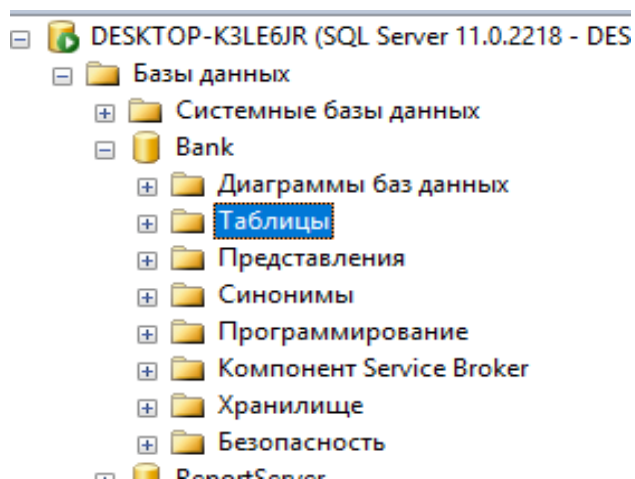 DESKTOP-K3LE6JR (SQL Server 11.0.2218 - DES
Базы данных
Системные базы данных
Bank
Диаграммы баз данных
Таблицы
Представления
Синонимы
Программирование
Компонент Service Broker
Хранилище
Безопасность
ReportServer